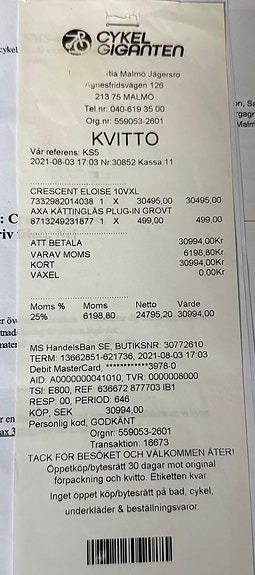 CYKEL
GIGANTEN
Malmö Jägersro
Agnesfridsvägen 126
213 75 MALMÖ
Tel.nr: 040-619 35 00
Org.nr: 559053-2601
KVITTO
Vår referens: KS5
2021-08-03 17:03 Nr:30852 Kassa:11
CRESCENT ELOISE 10VXL
7332982014038 1 X 30495,00 30495,00
AXA KÄTTINGLÅS PLUG-IN GROVT
8713249231877 1 X 499,00 499,00
ATT BETALA 30994.00Kr
VARAV MOMS 6198,80Kr
KORT 30994.00Kr
VÄXEL 0.00Kr
Moms % Moms Netto Värde
25% 6198,80 24795,20 30994,00
MS HandelsBan SE, BUTIKSNR: 30772610
TERM: 13662851-621736, 2021-08-03 17:03
Debit MasterCard, ************3978-0
AID: A0000000041010, TVR: 0000008000
TSI: E800, REF: 636672 877703 IB1
RESP: 00, PERIOD: 646
KÖP, SEK 30994.00
Personlig kod, GODKÄNT
Orgnr: 559053-2601
Transaktion: 16673
TACK FÖR BESÖKET OCH VÄLKOMMEN ÅTER!
Öppetköp/bytesrätt 30 dagar mot original
förpackning och kvitto. Etiketten kvar.
Inget öppet köp/bytesrätt på bad, cykel,
underkläder & beställningsvaror.